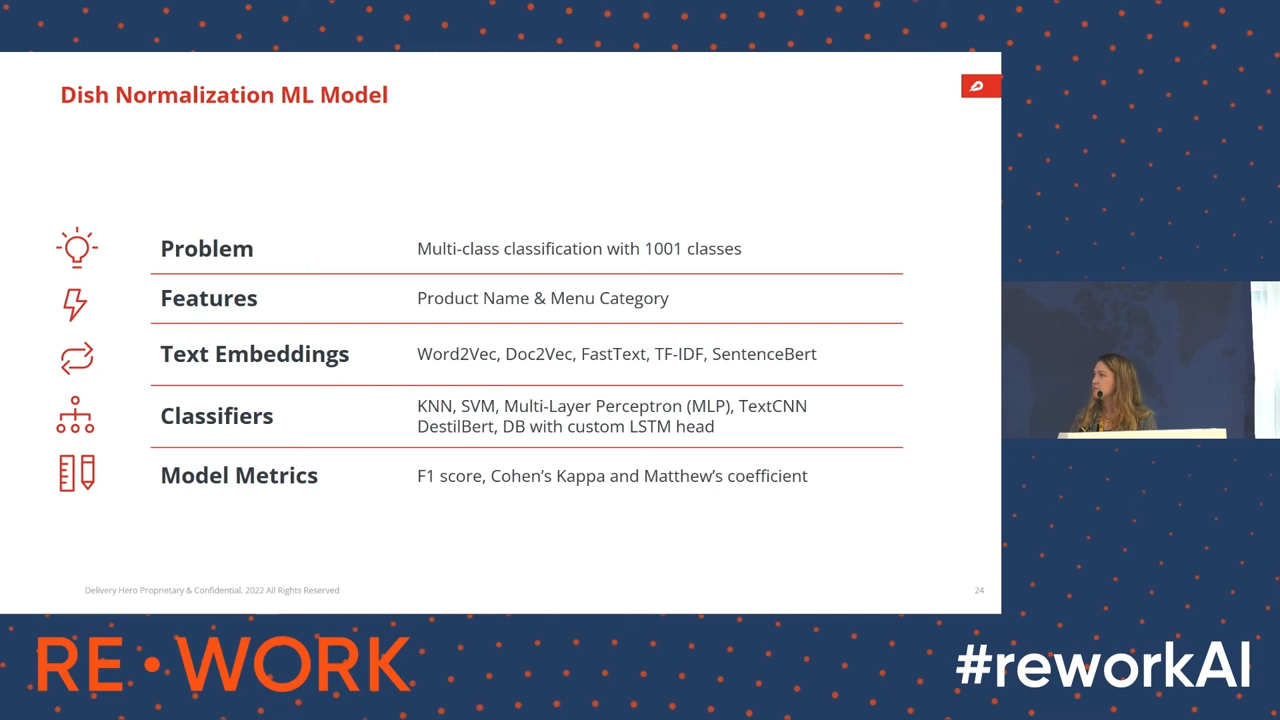 Dish Normalization ML Model
Problem
Multi-class classification with 1001 classes
Features
Product Name & Menu Category
Text Embeddings
Word2Vec, Doc2Vec, FastText, TF-IDF, SentenceBert
Classifiers
KNN, SVM, Multi-Layer Perceptron (MLP), TextCNN
DestilBert, DB with custom LSTM head
Model Metrics
F1 score, Cohen's Kappa and Matthew's coefficient
Delivery Hero Proprietary & Confidential. 2022 All Rights Reserved
24
RE•WORK
#reworkAI